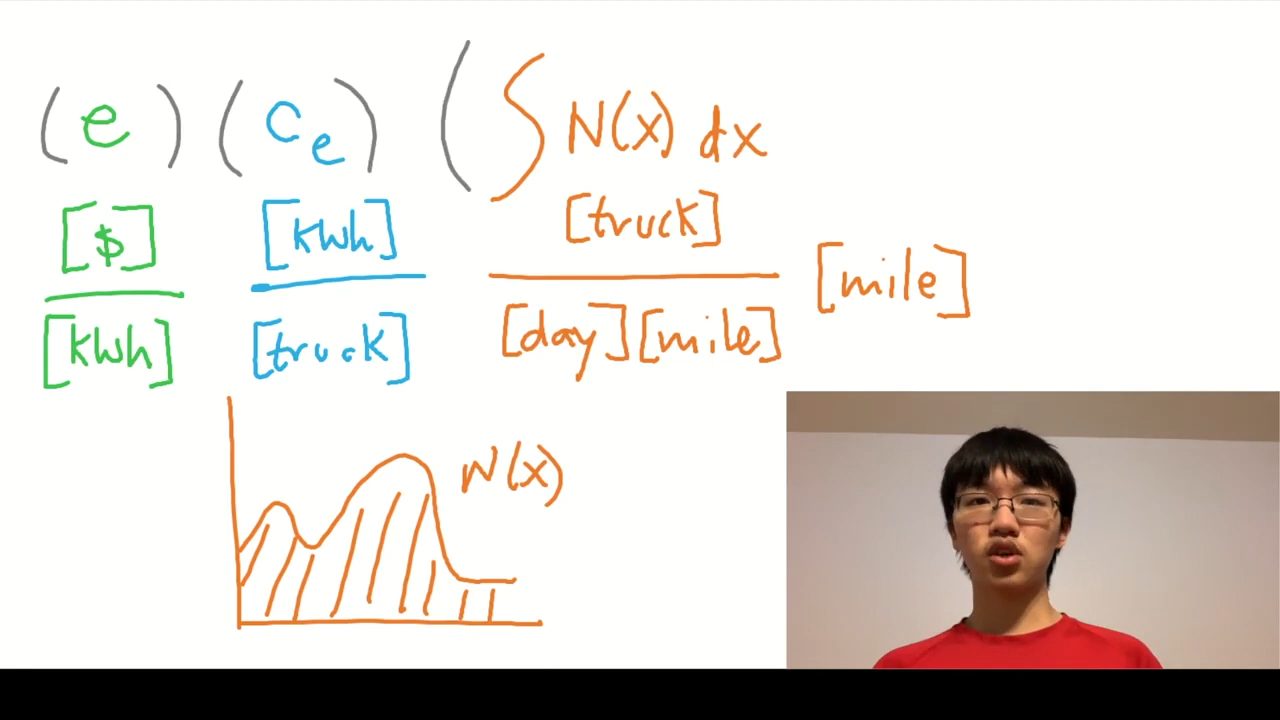 (e) (Ce) (∫ N(x) dx
[$] [kwh] [truck]
[mile]
[kwh] [truck] [day][mile]
N(x)